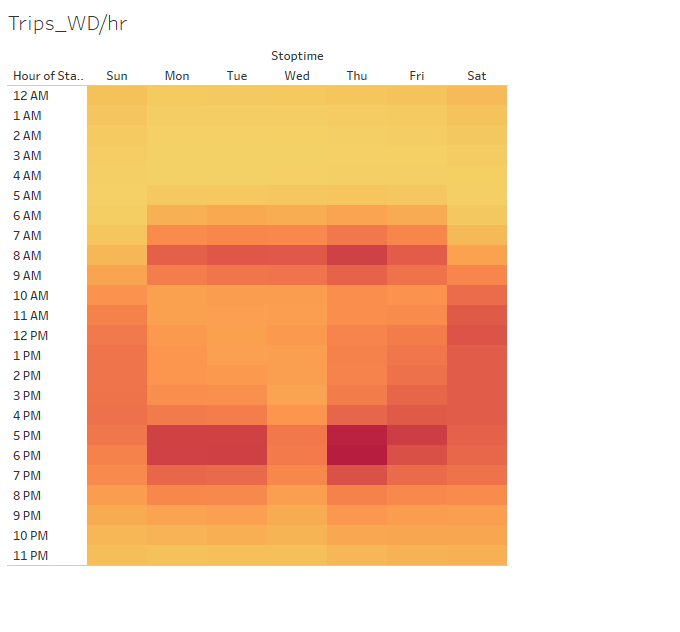 Trips_WD/hr
Stoptime
Hour of Sta.. Sun Mon Tue Wed Thu Fri Sat
12 AM
1 AM
2 AM
3 AM
4 AM
5 AM
6 AM
7 AM
8 AM
9 AM
10 AM
11 AM
12 PM
1 PM
2 PM
3 PM
4 PM
5 PM
6 PM
7 PM
8 PM
9 PM
10 PM
11 PM